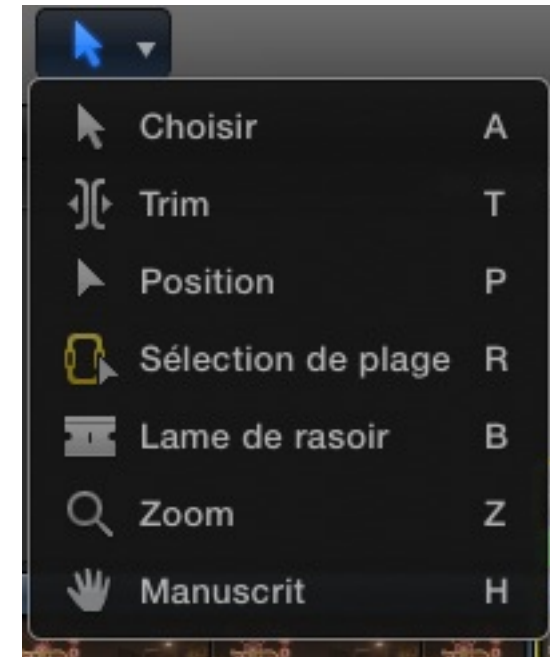 Choisir A
Trim T
Position P
Sélection de plage R
Lame de rasoir B
Zoom Z
Manuscrit H